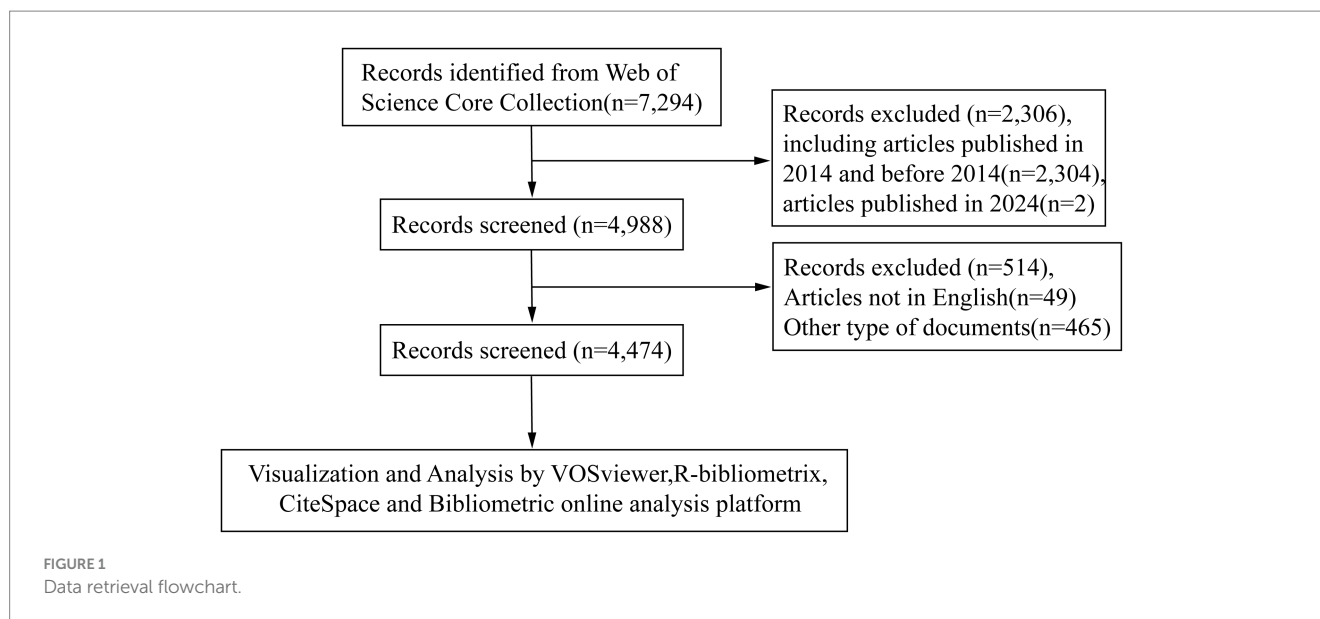 Records identified from Web of
Science Core Collection(n=7,294)
Records excluded (n=2,306),
including articles published in
2014 and before 2014(n=2,304),
articles published in 2024(n=2)
Records screened (n=4,988)
Records excluded (n=514),
Articles not in English(n=49)
Other type of documents(n=465)
Records screened (n=4,474)
Visualization and Analysis by VOSviewer,R-bibliometrix,
CiteSpace and Bibliometric online analysis platform
FIGURE 1
Data retrieval flowchart.